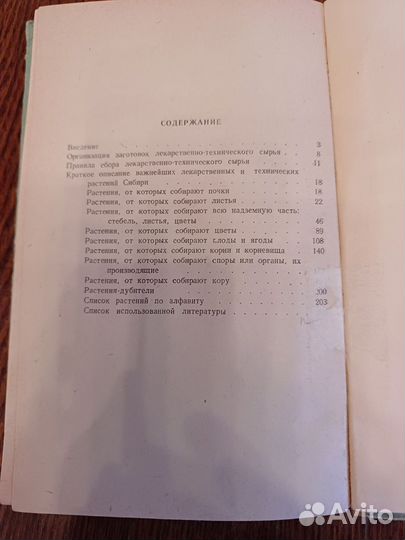 СОДЕРЖАНИЕ
Введение 3
Организация заготовок лекарственно-технического сырья 8
Правила сбора лекарственно-технического сырья 11
Краткое описание важнейших лекарственных и технических
растений Сибири 18
Растения, от которых собирают почки 18
Растения, от которых собирают листья 22
Растения, от которых собирают всю надземную часть:
стебель, листья, цветы 46
Растения, от которых собирают цветы 89
Растения, от которых собирают плоды и ягоды 108
Растения, от которых собирают корни и корневища 140
Растения, от которых собирают споры или органы, их
производящие
Растения, от которых собирают кору
Растения-дубители 200
Список растений по алфавиту 203
Список использованной литературы
Avito